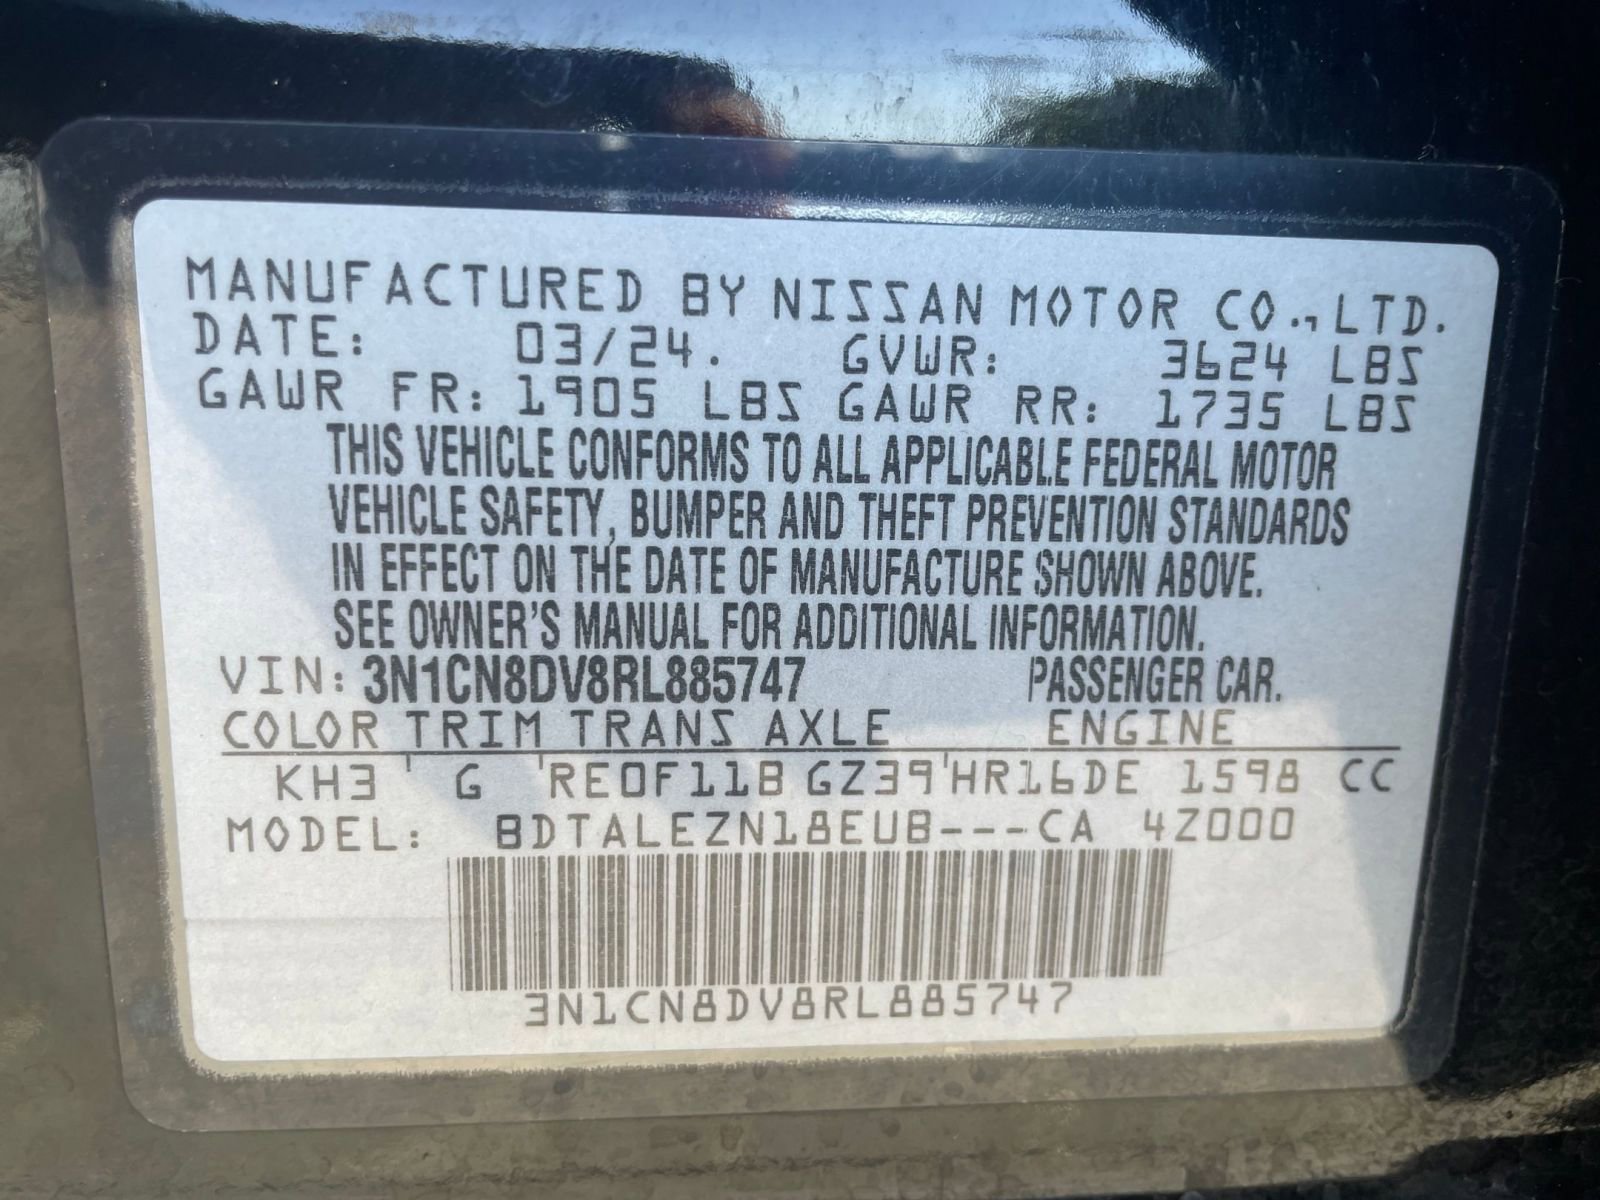 MANUFACTURED BY NISSAN MOTOR CO., LTD.
DATE: 03/24. GVWR: 3624 LBS
GAWR FR: 1905 LBS GAWR RR: 1735 LBS
THIS VEHICLE CONFORMS TO ALL APPLICABLE FEDERAL MOTOR
VEHICLE SAFETY, BUMPER AND THEFT PREVENTION STANDARDS
IN EFFECT ON THE DATE OF MANUFACTURE SHOWN ABOVE.
SEE OWNER'S MANUAL FOR ADDITIONAL INFORMATION.
VIN: 3N1CN8DV8RL885747 PASSENGER CAR.
COLOR TRIM TRANS AXLE ENGINE
KH3 ' G 'RE0F11B GZ39'HR16DE 1598 CC
MODEL: BDTALEZN18EUB---CA 4Z000
3N1CN8DV8RL885747